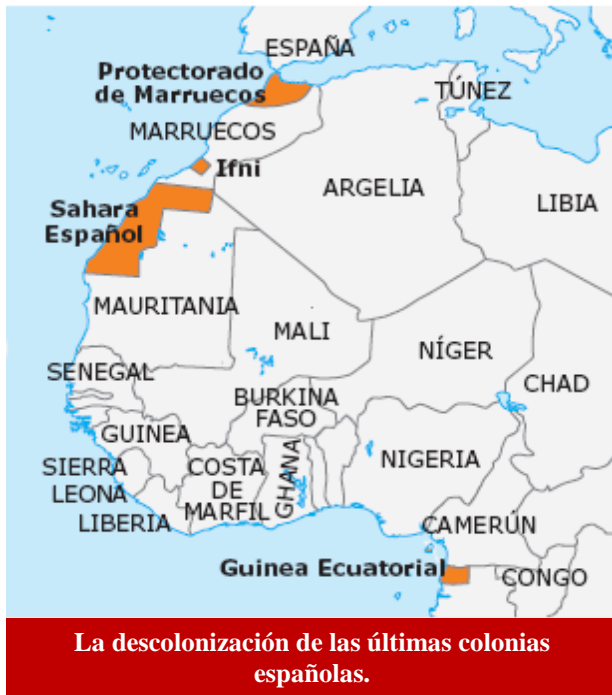 ESPAÑA
Protectorado
de Marruecos
TÚNEZ
MARRUECOS
Ifni
ARGELIA
LIBIA
Sahara
Español
MAURITANIA
MALI
NÍGER
CHAD
SENEGAL
BURKINA
FASO
GUINEA
NIGERIA
SIERRA
LEONA
COSTA
DE
MARFIL
GHANA
LIBERIA
CAMERÚN
Guinea Ecuatorial
CONGO
La descolonización de las últimas colonias
españolas.